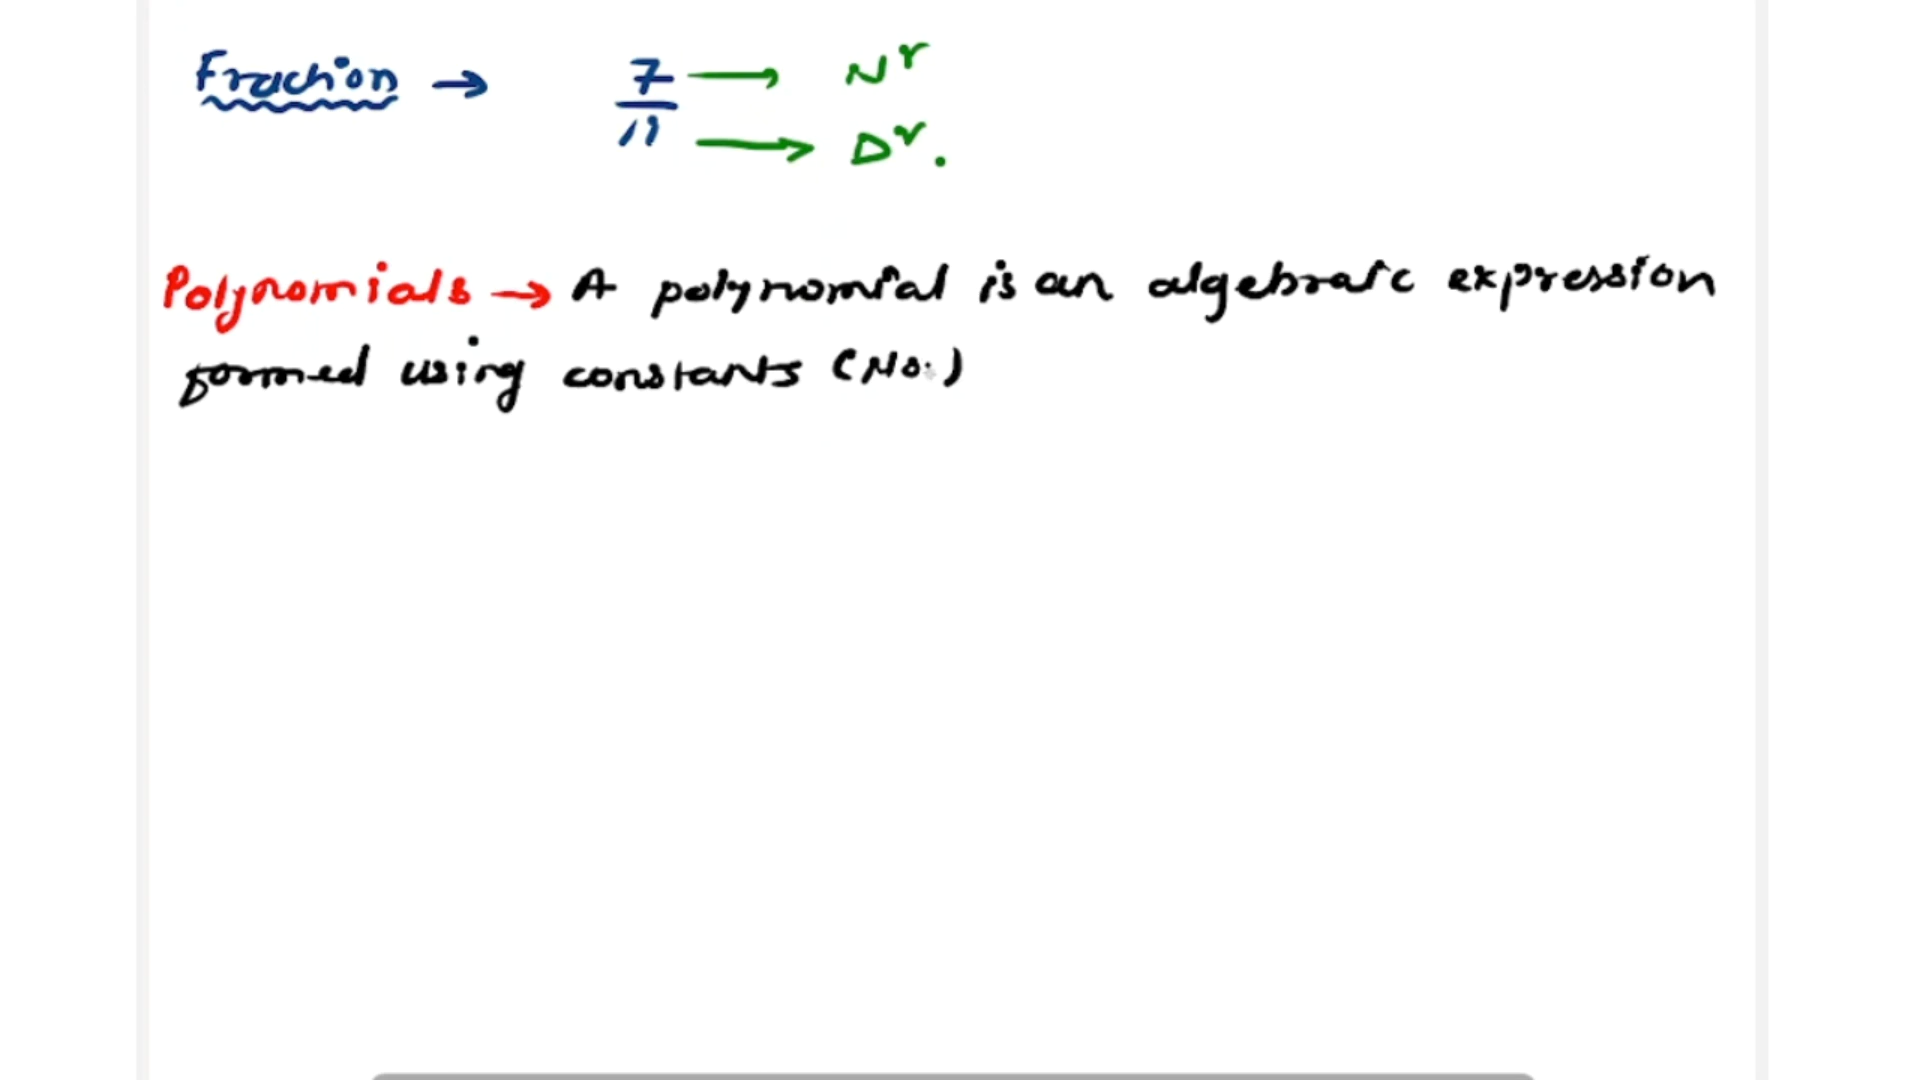 Fraction → 7/11 → Nʳ
→ Dʳ.
Polynomials → A polynomial is an algebraic expression
formed using constants (No.)